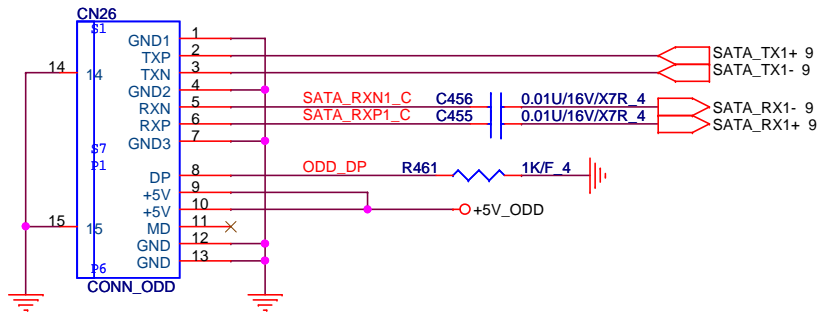 CN26
S1
GND1 1
TXP 2 SATA_TX1+ 9
14 14 TXN 3 SATA_TX1- 9
GND2 4
RXN 5 SATA_RXN1_C C456 0.01U/16V/X7R_4 SATA_RX1- 9
RXP 6 SATA_RXP1_C C455 0.01U/16V/X7R_4 SATA_RX1+ 9
S7 GND3 7
P1
DP 8 ODD_DP R461 1K/F_4
+5V 9
+5V 10 +5V_ODD
15 15 MD 11
GND 12
P6 GND 13
CONN_ODD